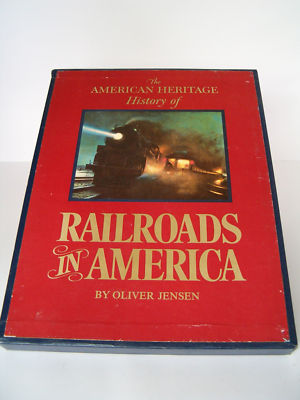 The
AMERICAN HERITAGE
History of
RAILROADS
IN AMERICA
BY OLIVER JENSEN